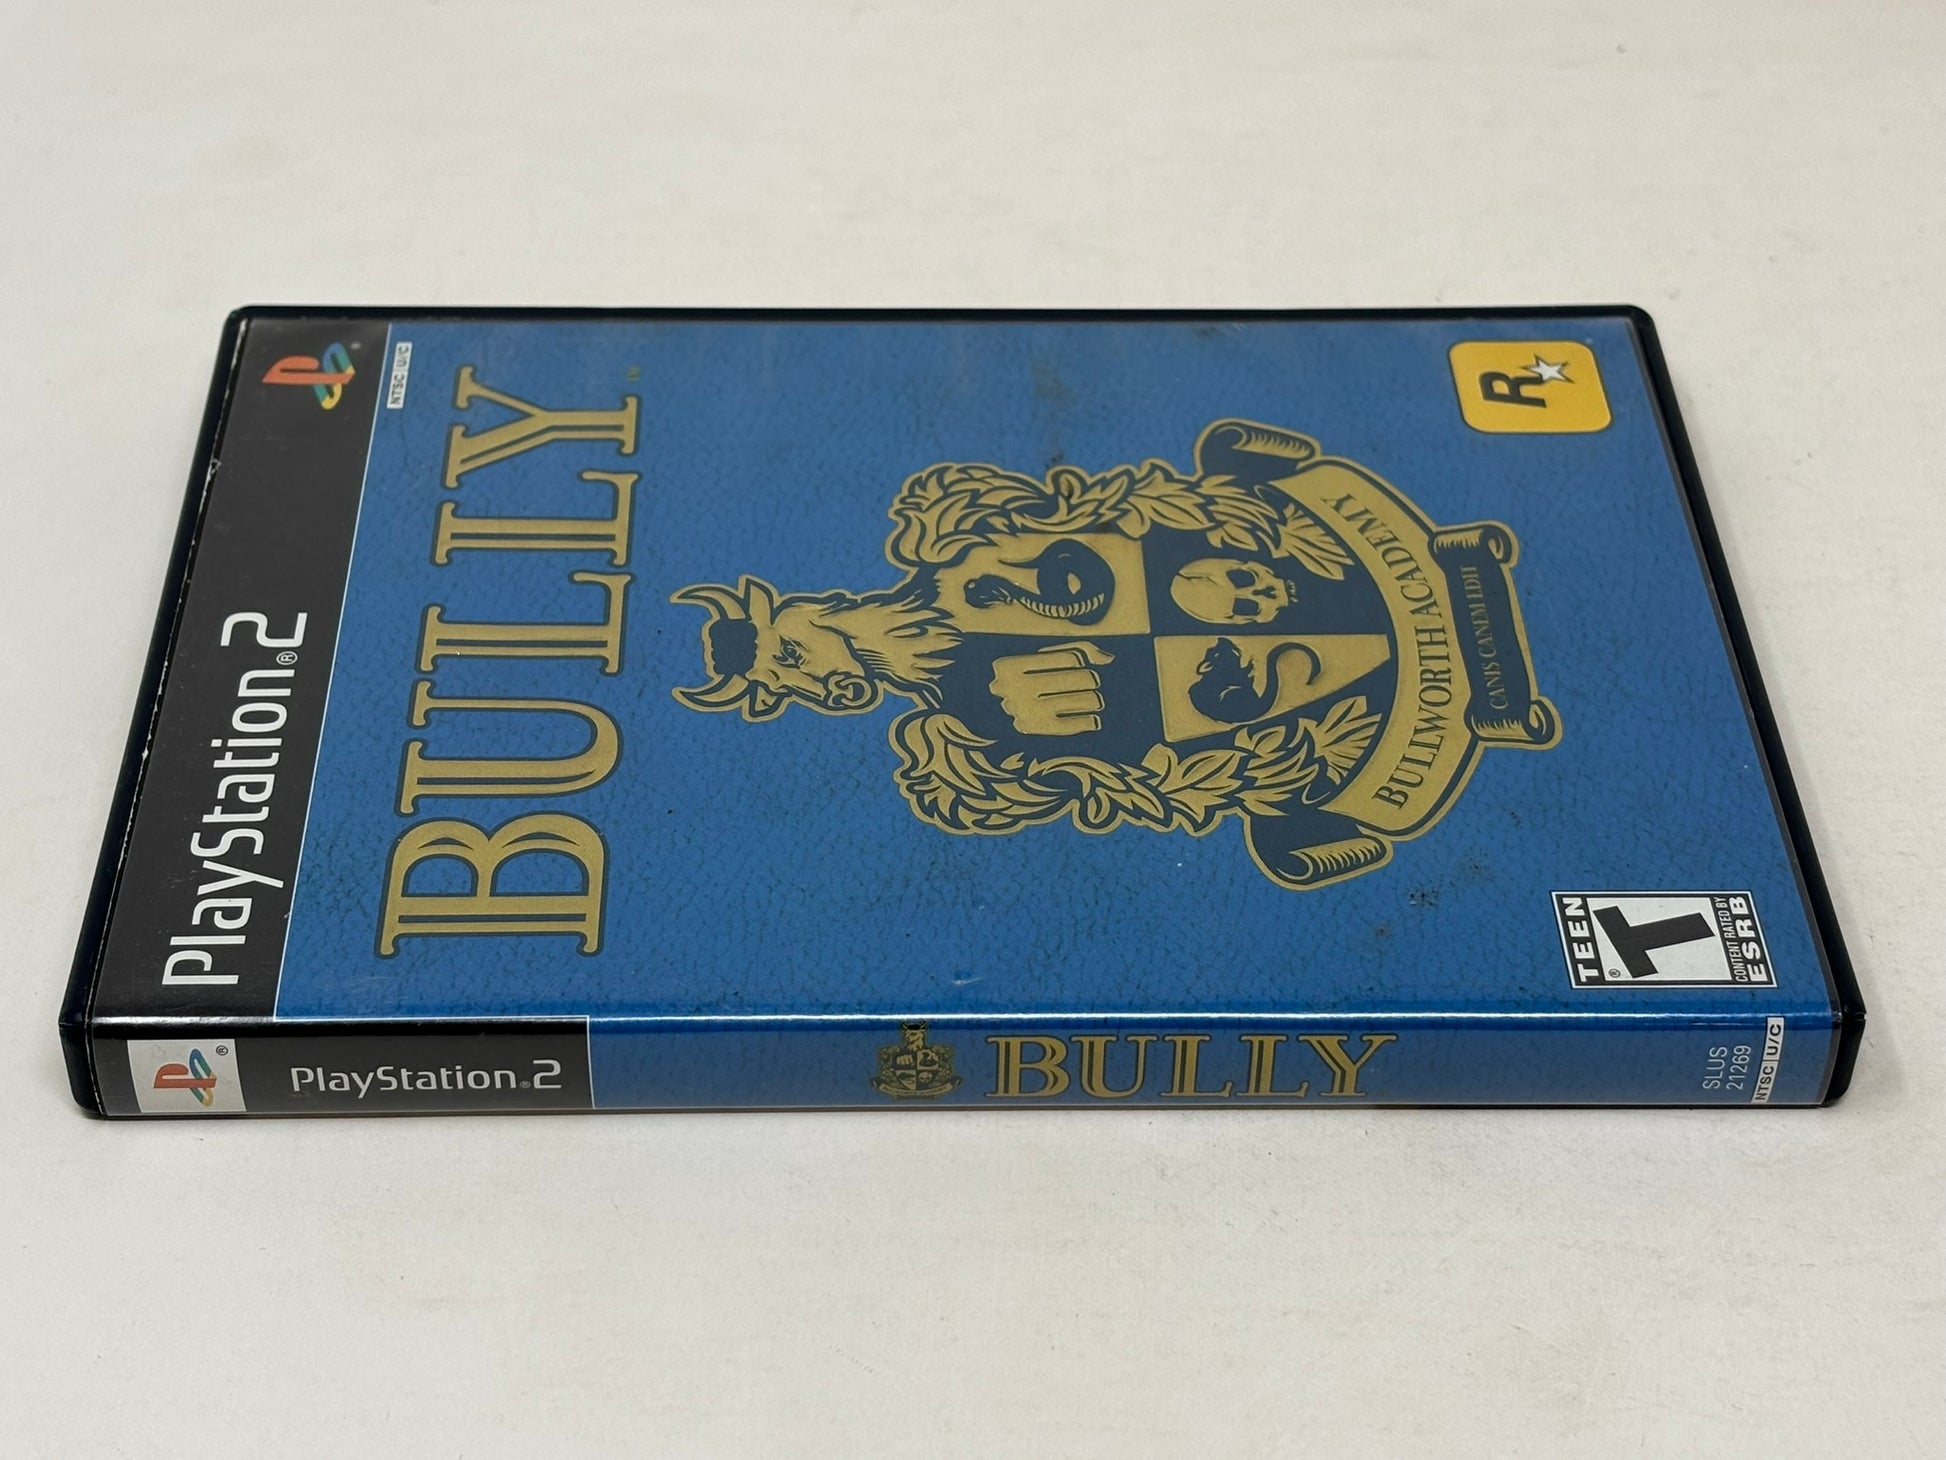 PlayStation®2
NTSC U/C
BULLY™
BULLWORTH ACADEMY
CANIS CANEM EDIT
R
TEEN
T
®
CONTENT RATED BY
ESRB
®
PlayStation®2
BULLY
SLUS
21269
NTSC U/C